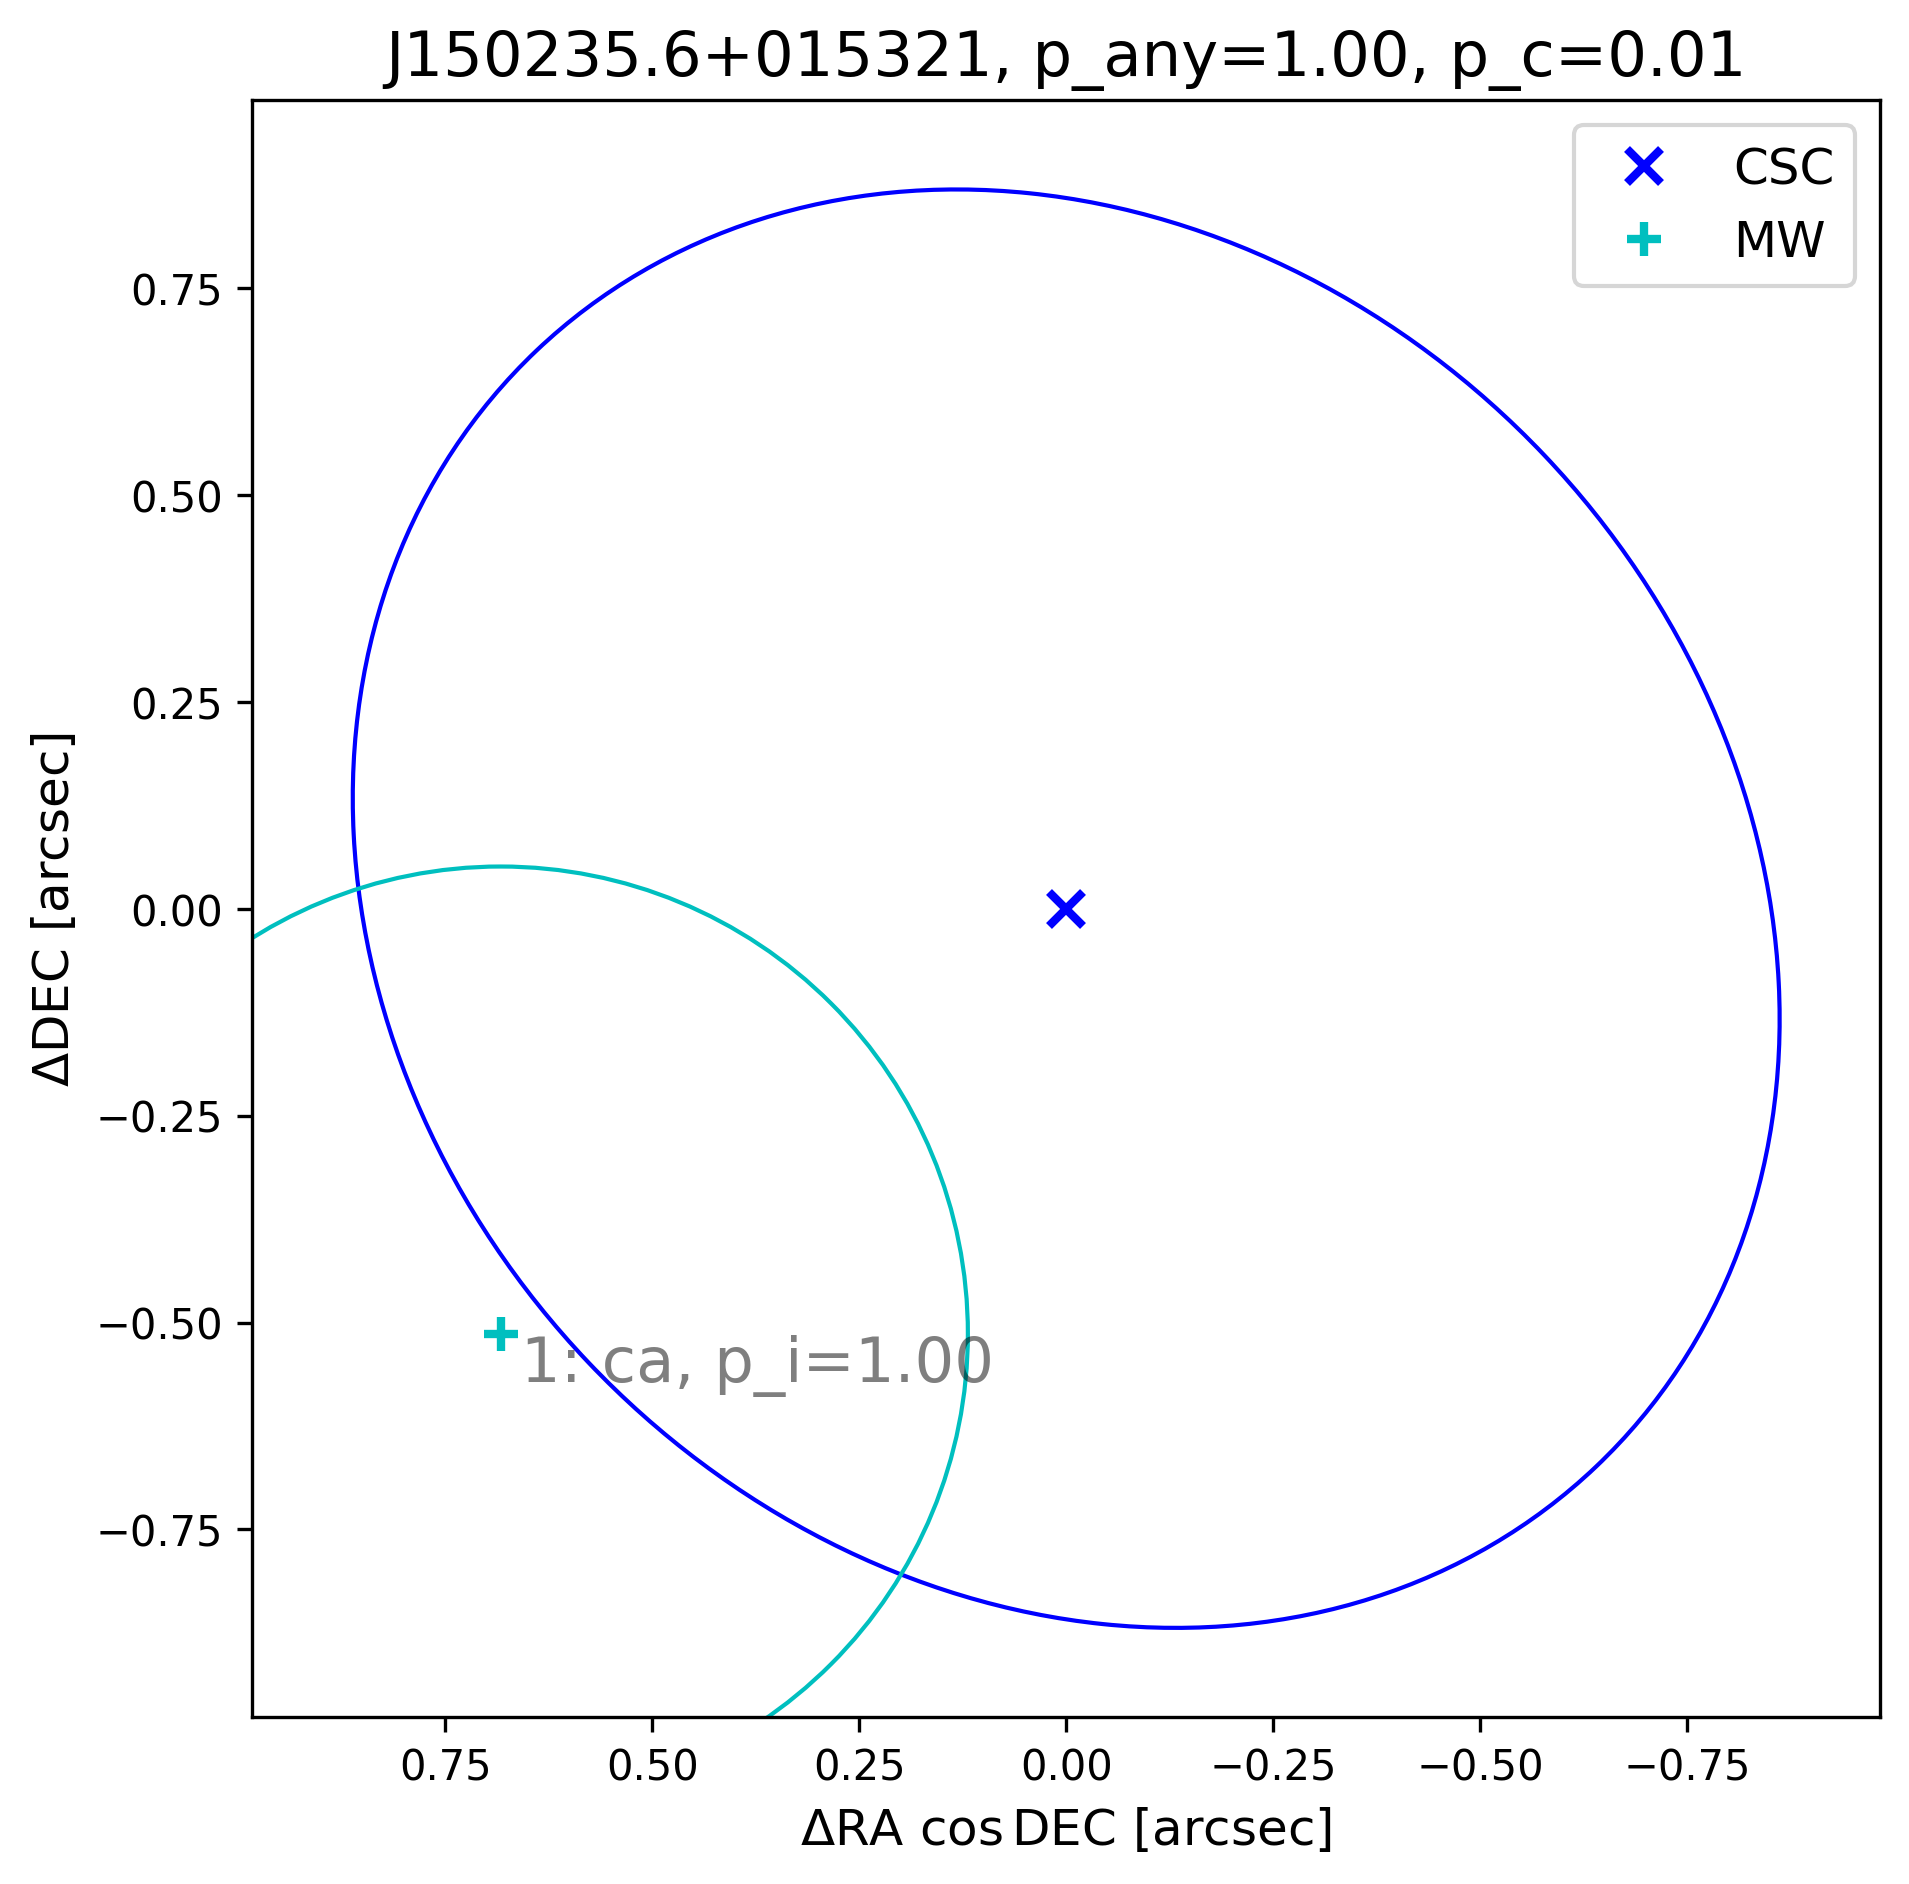 J150235.6+015321, p_any=1.00, p_c=0.01
CSC
MW
0.75
0.50
0.25
0.00
−0.25
−0.50
−0.75
ΔDEC [arcsec]
1: ca, p_i=1.00
0.75 0.50 0.25 0.00 −0.25 −0.50 −0.75
ΔRA cos DEC [arcsec]